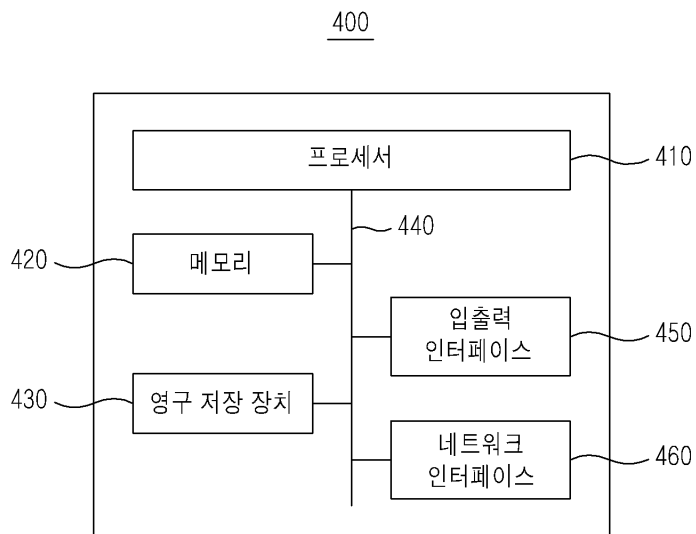 400
프로세서
410
440
420
메모리
입출력
인터페이스
450
430
영구 저장 장치
네트워크
인터페이스
460